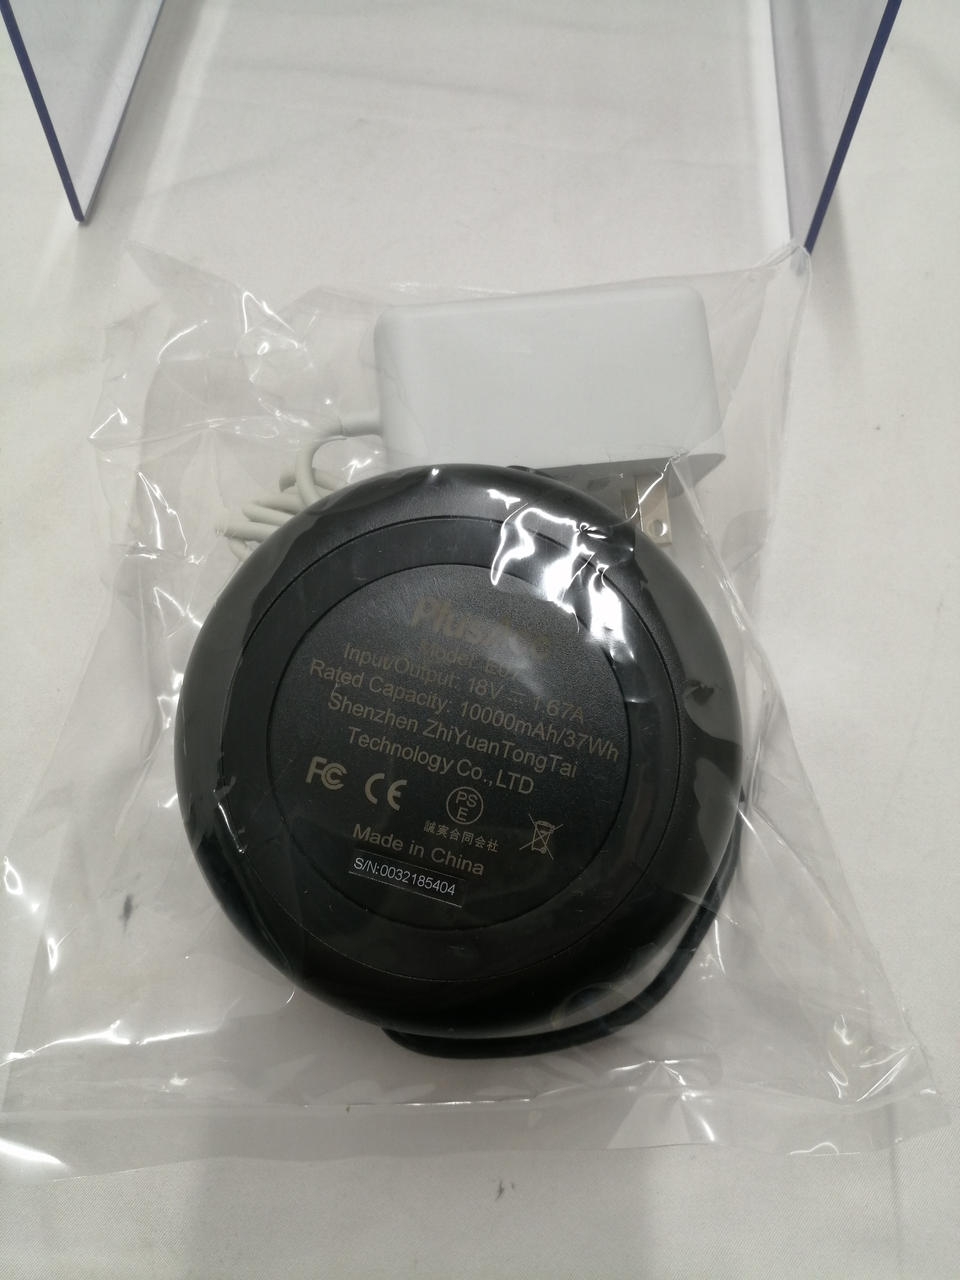 Input/Output: 18V ⎓ 1.67A
Rated Capacity: 10000mAh/37Wh
Shenzhen ZhiYuanTongTai
Technology Co.,LTD
FC CE PSE
誠実合同会社
Made in China
S/N:0032185404